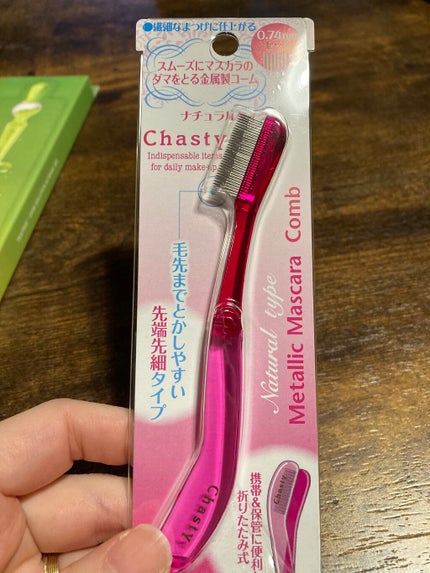 ●繊細なまつげに仕上がる
0.74mm
スムーズにマスカラの
ダマをとる金属製コーム
ナチュラル
Chasty
Indispensable items
for daily make-up
毛先までとかしやすい
先端先細タイプ
Natural type
Metallic Mascara Comb
Chasty
携帯&保管に便利
折りたたみ式
Chasty